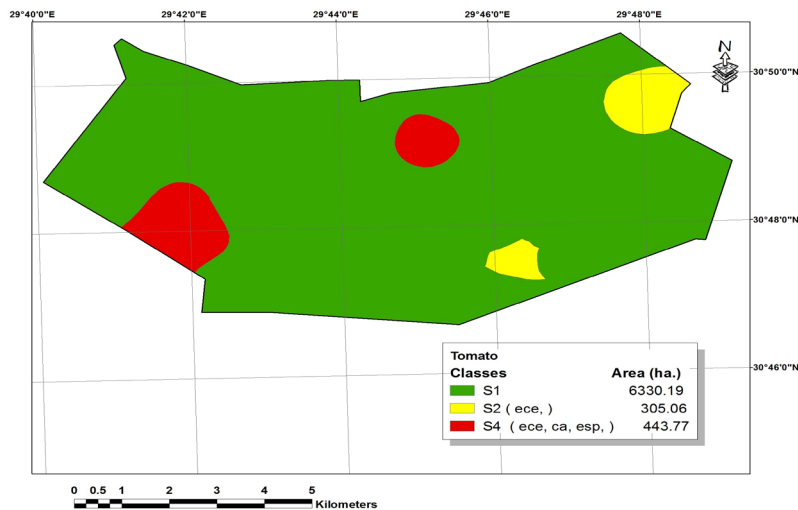 29°40'0"E 29°42'0"E 29°44'0"E 29°46'0"E 29°48'0"E
N
30°50'0"N
30°48'0"N
30°46'0"N
Tomato
Classes Area (ha.)
S1 6330.19
S2 ( ece, ) 305.06
S4 ( ece, ca, esp, ) 443.77
0 0.5 1 2 3 4 5
Kilometers